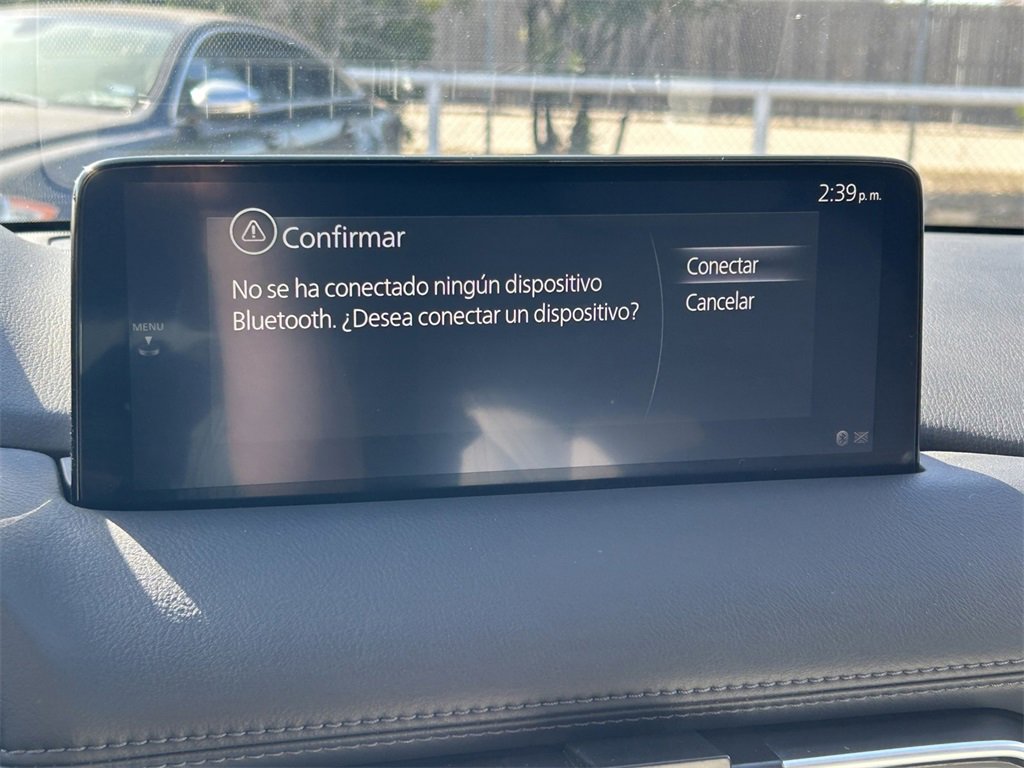 2:39 p.m.
Confirmar
No se ha conectado ningún dispositivo
Bluetooth. ¿Desea conectar un dispositivo?
Conectar
Cancelar
MENU